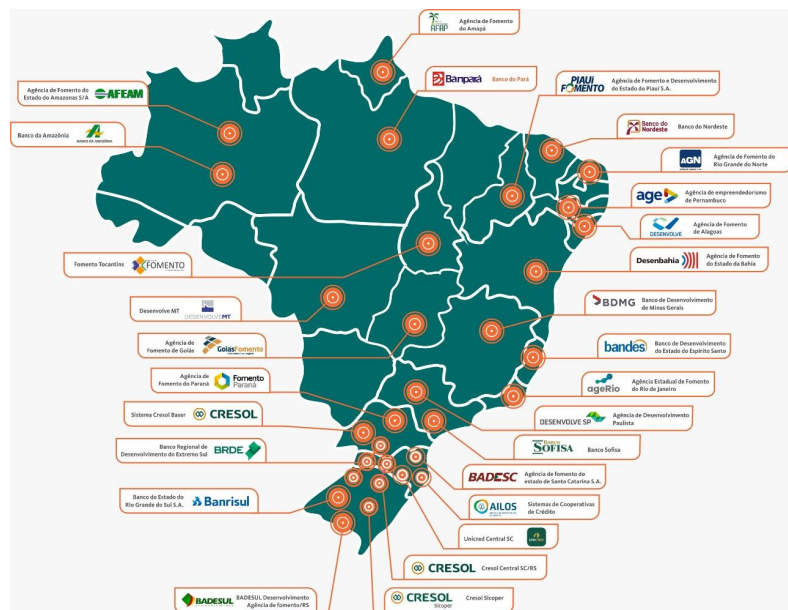 AFAP
Agência de Fomento
do Amapá
Banpará
Banco do Pará
PIAUÍ
FOMENTO
Agência de Fomento e Desenvolvimento
do Estado do Piauí S.A.
Agência de Fomento do
Estado do Amazonas S/A
AFEAM
Banco da Amazônia
BANCO DA AMAZÔNIA
Banco do
Nordeste
Banco do Nordeste
AGN
Agência de Fomento do
Rio Grande do Norte
age
Agência de empreendedorismo
de Pernambuco
DESENVOLVE
Agência de Fomento
de Alagoas
Desenbahia
Agência de Fomento
do Estado da Bahia
Fomento Tocantins
FOMENTO
BDMG
Banco de Desenvolvimento
de Minas Gerais
Desenvolve MT
DESENVOLVE MT
Agência de
Fomento de Goiás
GoiásFomento
bandes
Banco de Desenvolvimento
do Estado do Espírito Santo
Agência de
Fomento do Paraná
Fomento
Paraná
ageRio
Agência Estadual de Fomento
do Rio de Janeiro
Sistema Cresol Baser
CRESOL
DESENVOLVE SP
Agência de Desenvolvimento
Paulista
Banco Regional de
Desenvolvimento do Extremo Sul
BRDE
Banco
SOFISA
Banco Sofisa
BADESC
Agência de fomento do
estado de Santa Catarina S.A.
Banco do Estado do
Rio Grande do Sul S.A.
Banrisul
AILOS
Sistemas de Cooperativas
de Crédito
Unicred Central SC
CRESOL
Cresol Central SC/RS
BADESUL
BADESUL Desenvolvimento
Agência de fomento/RS
CRESOL
Sicoper
Cresol Sicoper